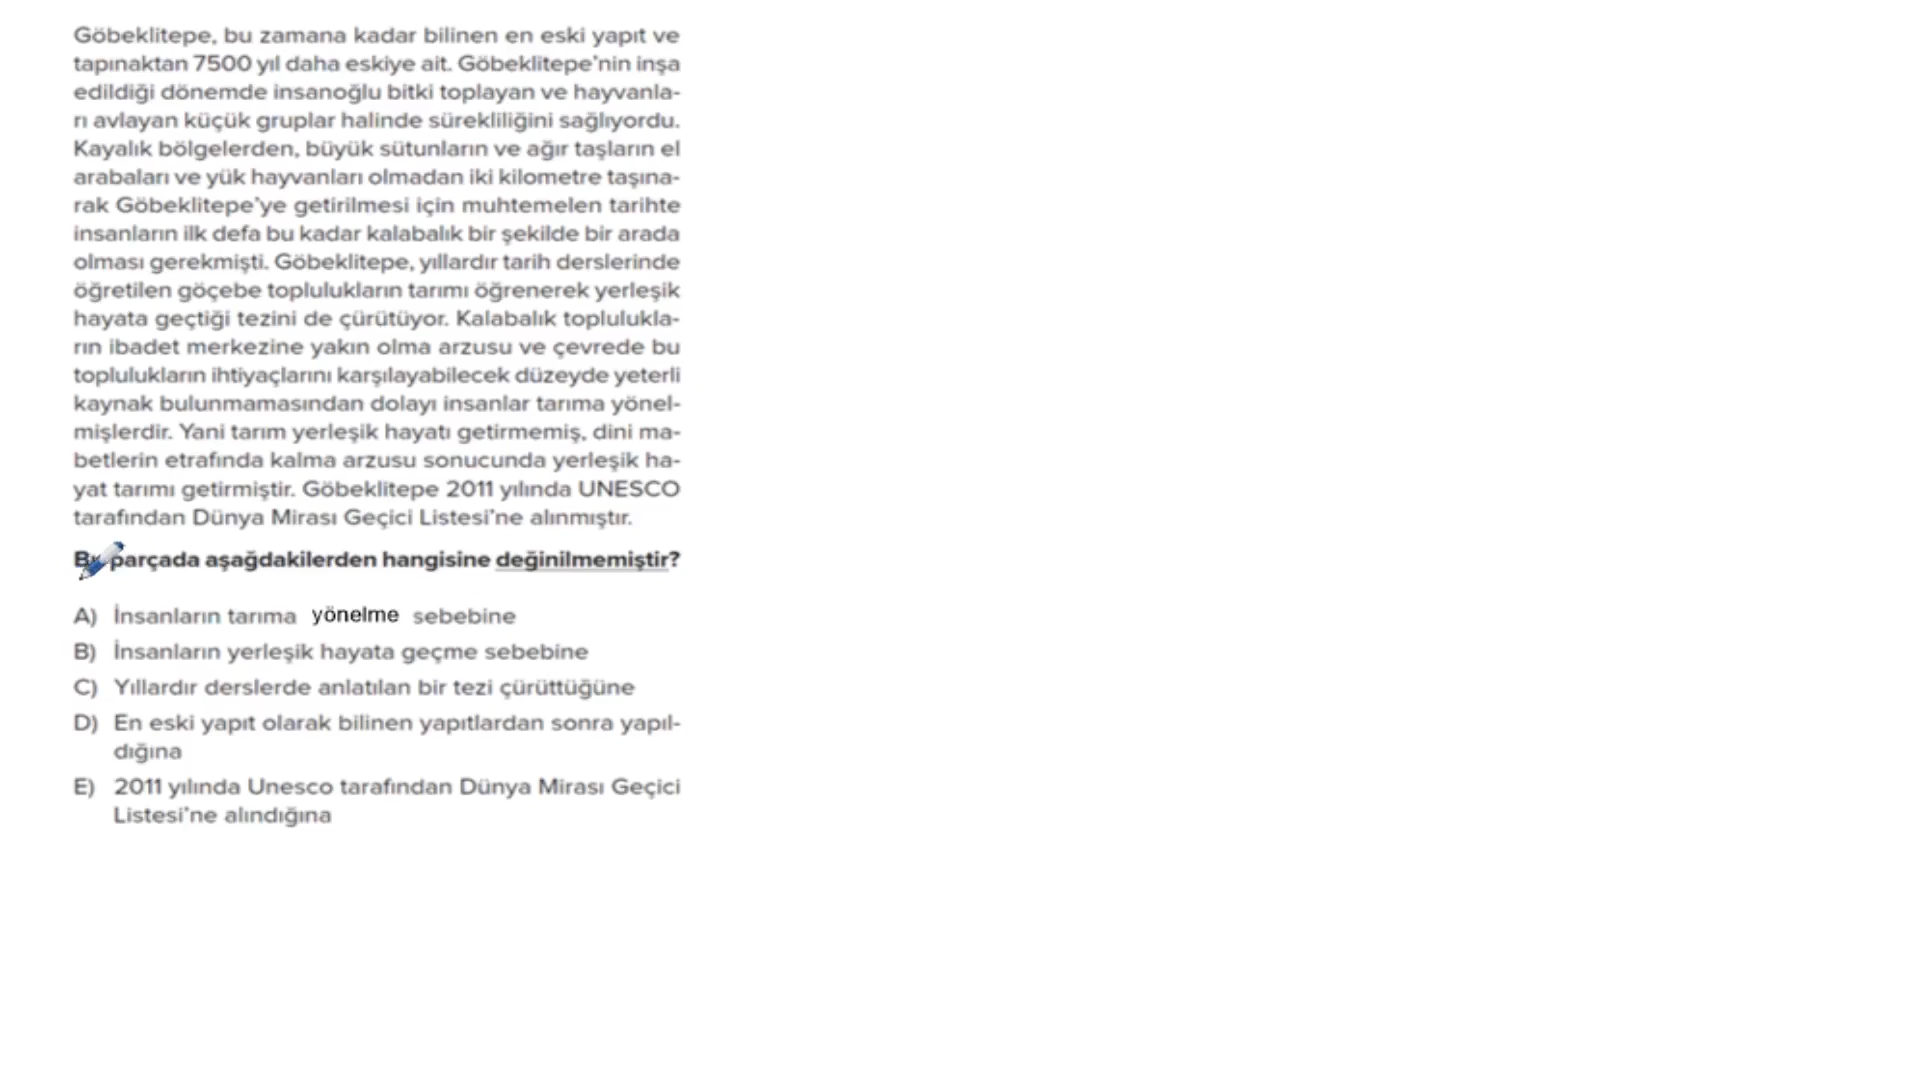 Göbeklitepe, bu zamana kadar bilinen en eski yapıt ve
tapınaktan 7500 yıl daha eskiye ait. Göbeklitepe'nin inşa
edildiği dönemde insanoğlu bitki toplayan ve hayvanla-
rı avlayan küçük gruplar halinde sürekliliğini sağlıyordu.
Kayalık bölgelerden, büyük sütunların ve ağır taşların el
arabaları ve yük hayvanları olmadan iki kilometre taşına-
rak Göbeklitepe'ye getirilmesi için muhtemelen tarihte
insanların ilk defa bu kadar kalabalık bir şekilde bir arada
olması gerekmişti. Göbeklitepe, yıllardır tarih derslerinde
öğretilen göçebe toplulukların tarımı öğrenerek yerleşik
hayata geçtiği tezini de çürütüyor. Kalabalık toplulukla-
rın ibadet merkezine yakın olma arzusu ve çevrede bu
toplulukların ihtiyaçlarını karşılayabilecek düzeyde yeterli
kaynak bulunmamasından dolayı insanlar tarıma yönel-
mişlerdir. Yani tarım yerleşik hayatı getirmemiş, dini ma-
betlerin etrafında kalma arzusu sonucunda yerleşik ha-
yat tarımı getirmiştir. Göbeklitepe 2011 yılında UNESCO
tarafından Dünya Mirası Geçici Listesi'ne alınmıştır.
Bu parçada aşağdakilerden hangisine değinilmemiştir?
A) İnsanların tarıma yönelme sebebine
B) İnsanların yerleşik hayata geçme sebebine
C) Yıllardır derslerde anlatılan bir tezi çürüttüğüne
D) En eski yapıt olarak bilinen yapıtlardan sonra yapıl-
dığına
E) 2011 yılında Unesco tarafından Dünya Mirası Geçici
Listesi'ne alındığına